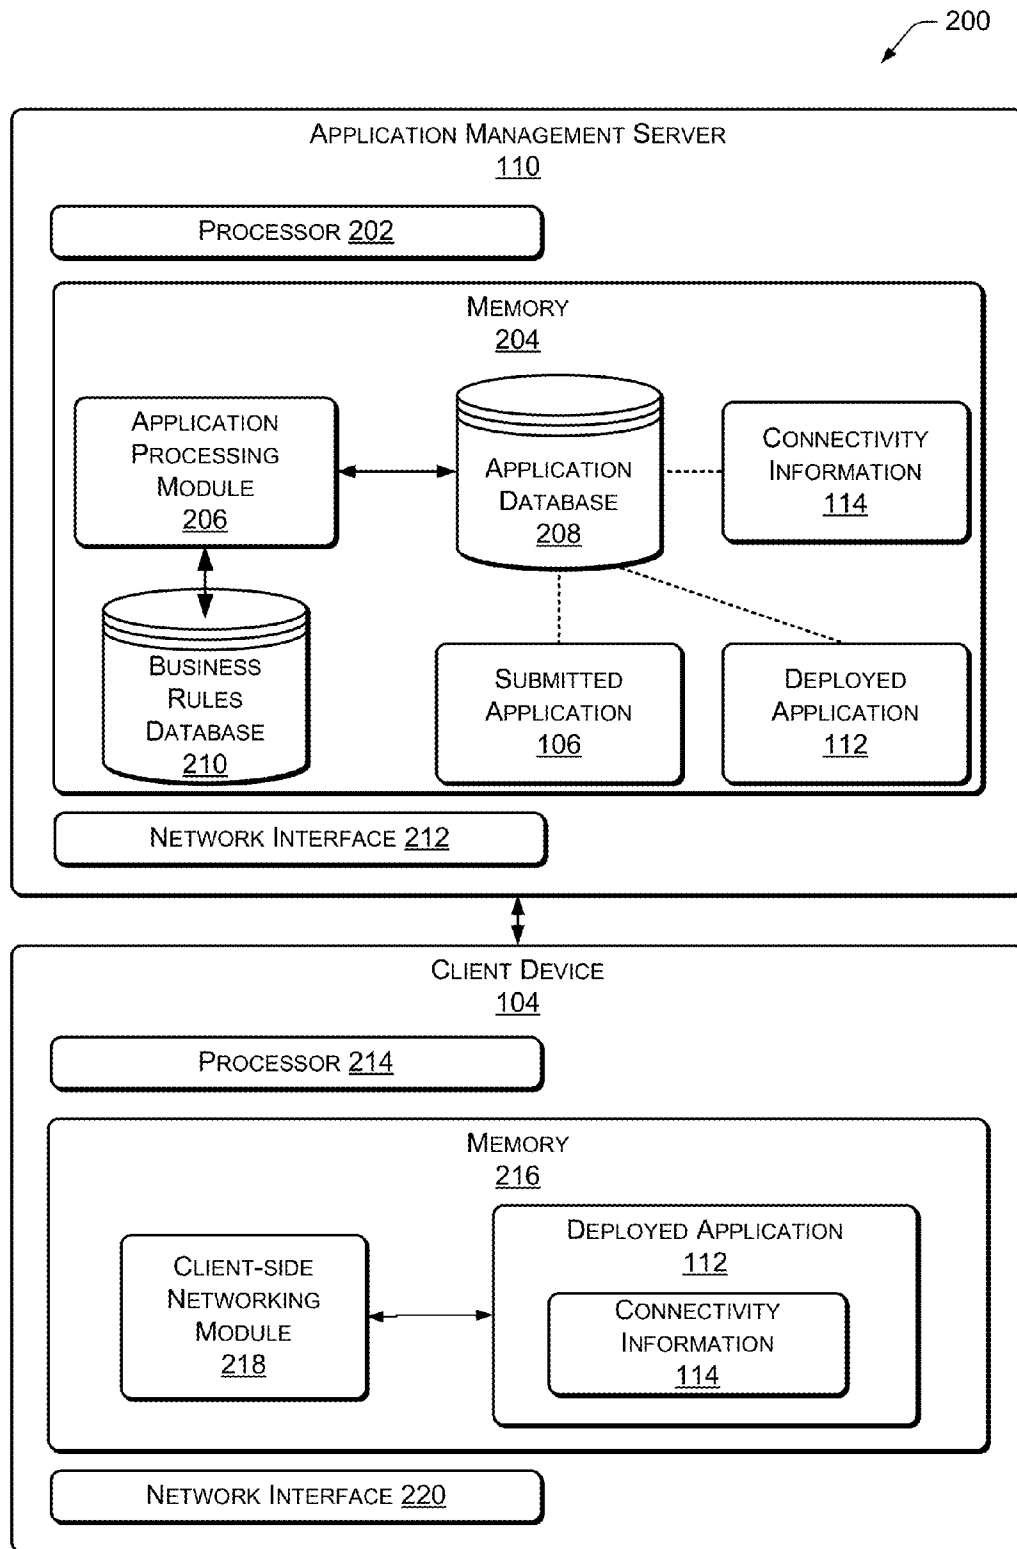 200
APPLICATION MANAGEMENT SERVER
110
PROCESSOR 202
MEMORY
204
APPLICATION
PROCESSING
MODULE
206
APPLICATION
DATABASE
208
CONNECTIVITY
INFORMATION
114
BUSINESS
RULES
DATABASE
210
SUBMITTED
APPLICATION
106
DEPLOYED
APPLICATION
112
NETWORK INTERFACE 212
CLIENT DEVICE
104
PROCESSOR 214
MEMORY
216
CLIENT-SIDE
NETWORKING
MODULE
218
DEPLOYED APPLICATION
112
CONNECTIVITY
INFORMATION
114
NETWORK INTERFACE 220